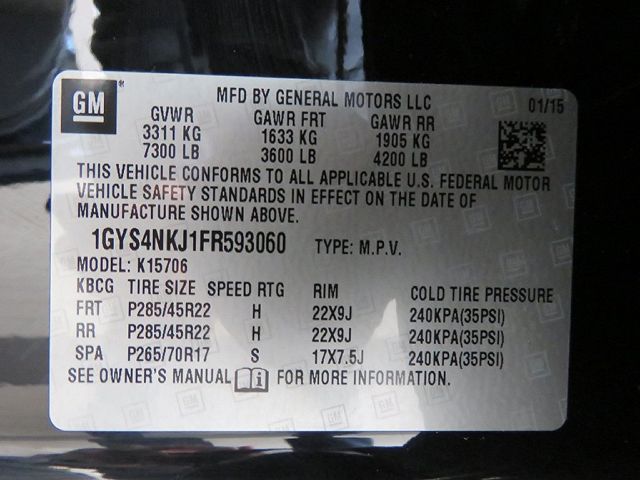 GM
MFD BY GENERAL MOTORS LLC 01/15
GVWR GAWR FRT GAWR RR
3311 KG 1633 KG 1905 KG
7300 LB 3600 LB 4200 LB
THIS VEHICLE CONFORMS TO ALL APPLICABLE U.S. FEDERAL MOTOR
VEHICLE SAFETY STANDARDS IN EFFECT ON THE DATE OF
MANUFACTURE SHOWN ABOVE.
1GYS4NKJ1FR593060 TYPE: M.P.V.
MODEL: K15706
KBCG TIRE SIZE SPEED RTG RIM COLD TIRE PRESSURE
FRT P285/45R22 H 22X9J 240KPA(35PSI)
RR P285/45R22 H 22X9J 240KPA(35PSI)
SPA P265/70R17 S 17X7.5J 240KPA(35PSI)
SEE OWNER'S MANUAL i FOR MORE INFORMATION.